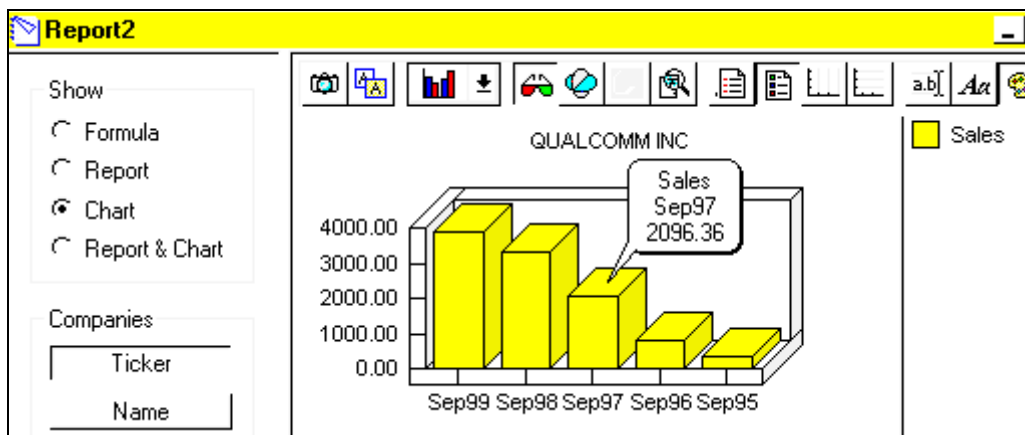 Report2
Show
Formula
Report
Chart
Report & Chart
Companies
Ticker
Name
A
A
a.b
Aa
QUALCOMM INC
Sales
Sales
Sep97
2096.36
4000.00
3000.00
2000.00
1000.00
0.00
Sep99 Sep98 Sep97 Sep96 Sep95